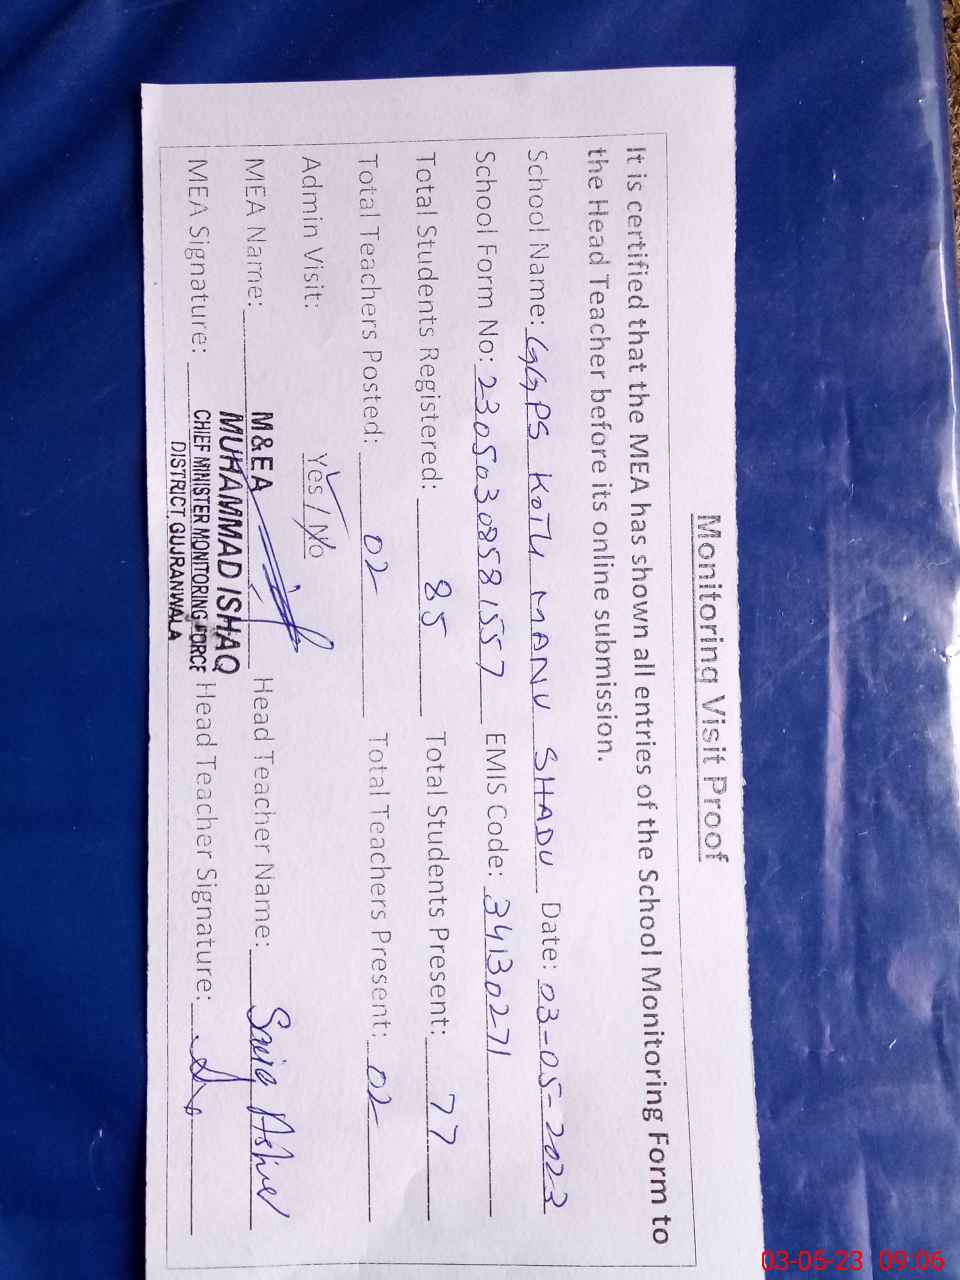 Monitoring Visit Proof
It is certified that the MEA has shown all entries of the School Monitoring Form to
the Head Teacher before its online submission.
School Name: GGPS KOTLI MANU SHADU Date: 03-05-2023
School Form No: 23050308581557 EMIS Code: 34130271
Total Students Registered: 85 Total Students Present: 77
Total Teachers Posted: 02 Total Teachers Present: 02
Admin Visit: Yes / No
MEA Name: Head Teacher Name:
MEA Signature: Head Teacher Signature:
M&EA
MUHAMMAD ISHAQ
CHIEF MINISTER MONITORING FORCE
DISTRICT GUJRANWALA
03-05-23 09:06